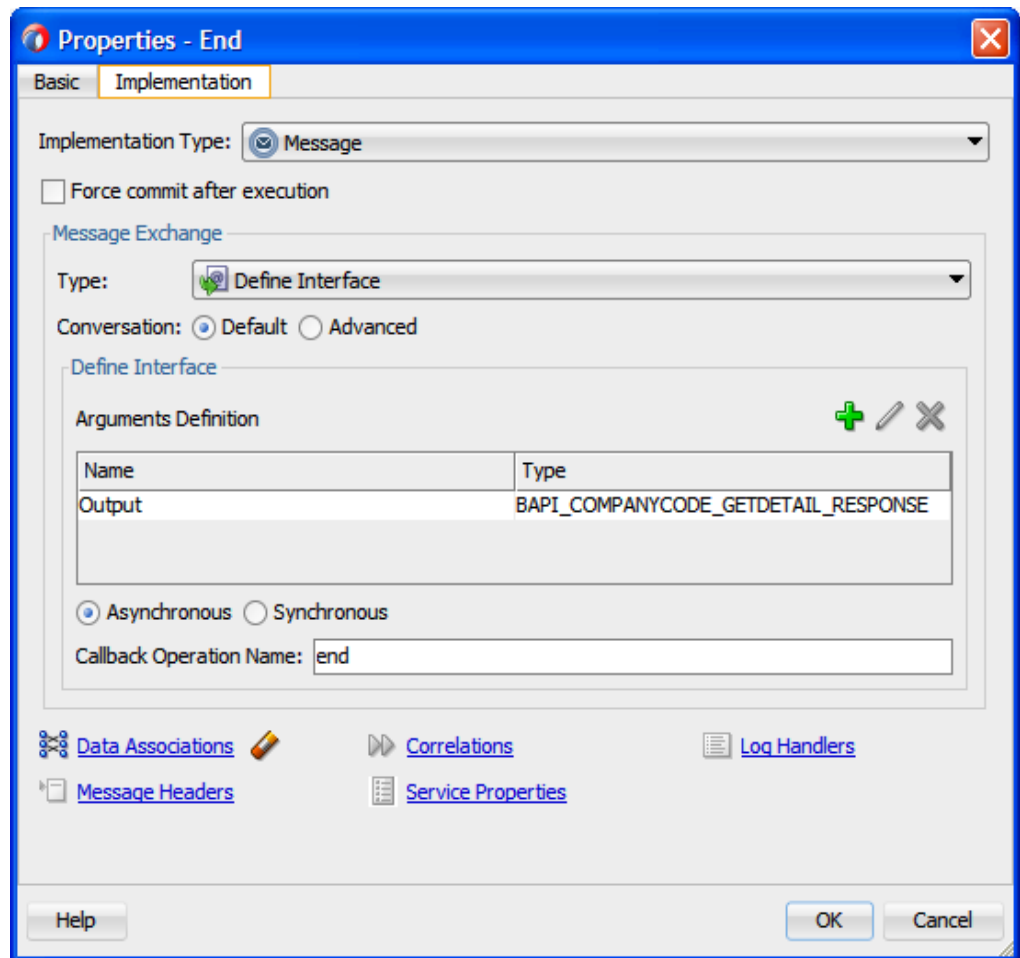 Properties - End
Basic Implementation
Implementation Type: Message
Force commit after execution
Message Exchange
Type: Define Interface
Conversation: Default Advanced
Define Interface
Arguments Definition
Name Type
Output BAPI_COMPANYCODE_GETDETAIL_RESPONSE
Asynchronous Synchronous
Callback Operation Name: end
Data Associations Correlations Log Handlers
Message Headers Service Properties
Help OK Cancel